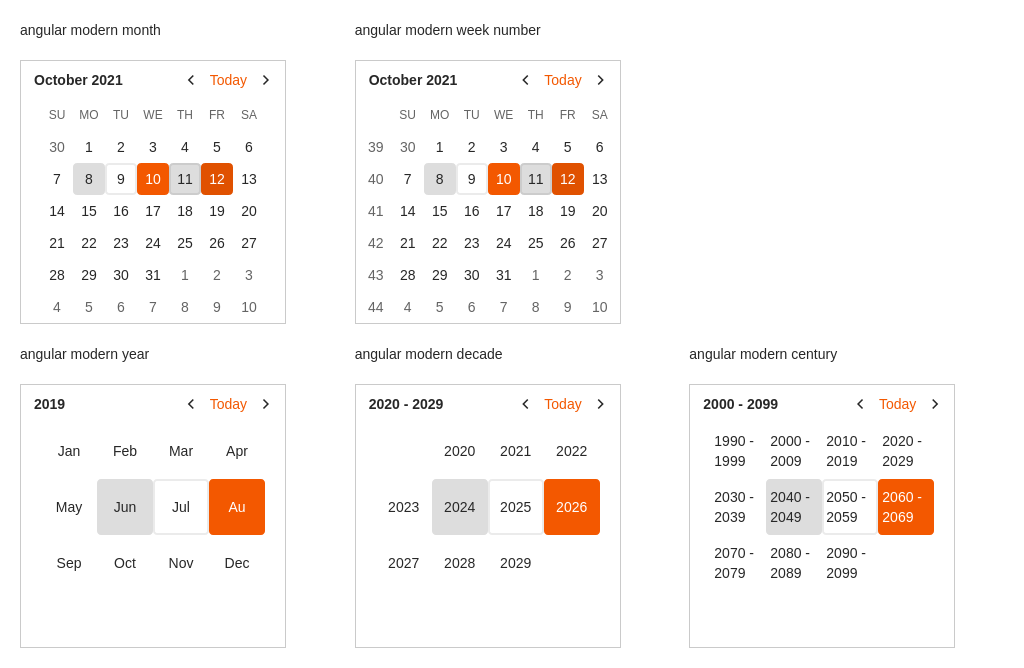 angular modern month
October 2021 Today
SU MO TU WE TH FR SA
30 1 2 3 4 5 6
7 8 9 10 11 12 13
14 15 16 17 18 19 20
21 22 23 24 25 26 27
28 29 30 31 1 2 3
4 5 6 7 8 9 10
angular modern week number
October 2021 Today
SU MO TU WE TH FR SA
39 30 1 2 3 4 5 6
40 7 8 9 10 11 12 13
41 14 15 16 17 18 19 20
42 21 22 23 24 25 26 27
43 28 29 30 31 1 2 3
44 4 5 6 7 8 9 10
angular modern year
2019 Today
Jan Feb Mar Apr
May Jun Jul Au
Sep Oct Nov Dec
angular modern decade
2020 - 2029 Today
2020 2021 2022
2023 2024 2025 2026
2027 2028 2029
angular modern century
2000 - 2099 Today
1990 - 2000 - 2010 - 2020 -
1999 2009 2019 2029
2030 - 2040 - 2050 - 2060 -
2039 2049 2059 2069
2070 - 2080 - 2090 -
2079 2089 2099